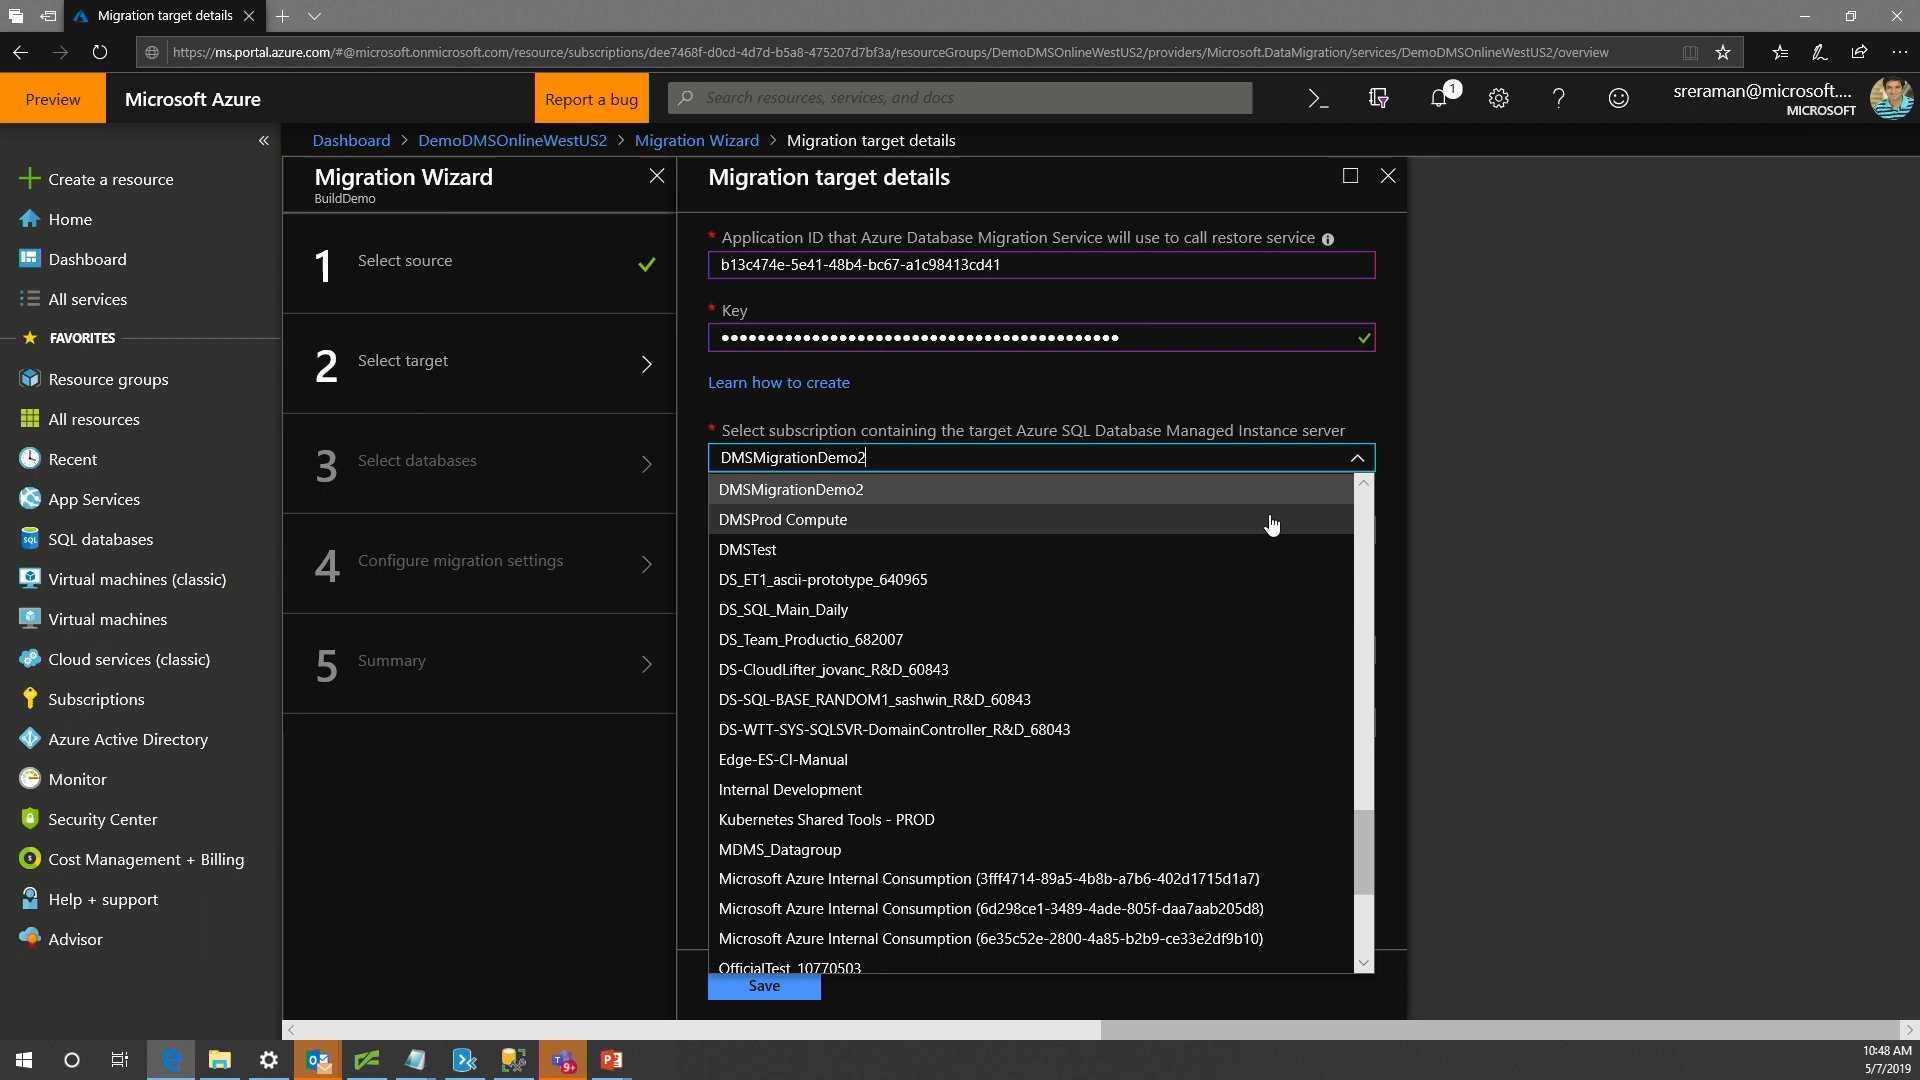 Migration target details
https://ms.portal.azure.com/#@microsoft.onmicrosoft.com/resource/subscriptions/dee7468f-d0cd-4d7d-b5a8-475207d7bf3a/resourceGroups/DemoDMSOnlineWestUS2/providers/Microsoft.DataMigration/services/DemoDMSOnlineWestUS2/overview
Preview
Microsoft Azure
Report a bug
Search resources, services, and docs
1
sreraman@microsoft....
MICROSOFT
Dashboard > DemoDMSOnlineWestUS2 > Migration Wizard > Migration target details
Create a resource
Home
Dashboard
All services
FAVORITES
Resource groups
All resources
Recent
App Services
SQL databases
Virtual machines (classic)
Virtual machines
Cloud services (classic)
Subscriptions
Azure Active Directory
Monitor
Security Center
Cost Management + Billing
Help + support
Advisor
Migration Wizard
BuildDemo
1 Select source
2 Select target
3 Select databases
4 Configure migration settings
5 Summary
Migration target details
* Application ID that Azure Database Migration Service will use to call restore service
b13c474e-5e41-48b4-bc67-a1c98413cd41
* Key
Learn how to create
* Select subscription containing the target Azure SQL Database Managed Instance server
DMSMigrationDemo2
DMSMigrationDemo2
DMSProd Compute
DMSTest
DS_ET1_ascii-prototype_640965
DS_SQL_Main_Daily
DS_Team_Productio_682007
DS-CloudLifter_jovanc_R&D_60843
DS-SQL-BASE_RANDOM1_sashwin_R&D_60843
DS-WTT-SYS-SQLSVR-DomainController_R&D_68043
Edge-ES-CI-Manual
Internal Development
Kubernetes Shared Tools - PROD
MDMS_Datagroup
Microsoft Azure Internal Consumption (3fff4714-89a5-4b8b-a7b6-402d1715d1a7)
Microsoft Azure Internal Consumption (6d298ce1-3489-4ade-805f-daa7aab205d8)
Microsoft Azure Internal Consumption (6e35c52e-2800-4a85-b2b9-ce33e2df9b10)
OfficialTest_10770503
Save
9+
10:48 AM
5/7/2019